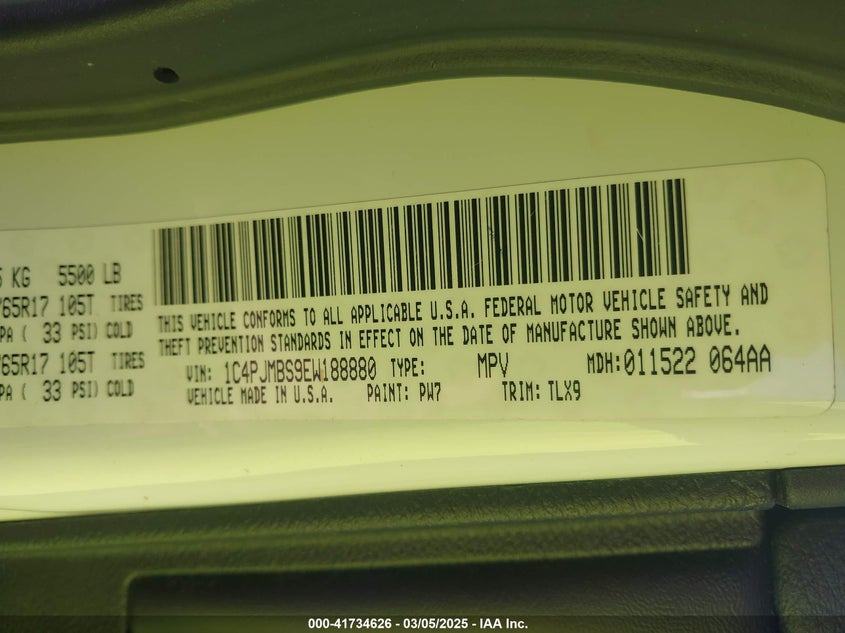 5 KG 5500 LB
/65R17 105T TIRES
PA ( 33 PSI) COLD
/65R17 105T TIRES
PA ( 33 PSI) COLD
THIS VEHICLE CONFORMS TO ALL APPLICABLE U.S.A. FEDERAL MOTOR VEHICLE SAFETY AND
THEFT PREVENTION STANDARDS IN EFFECT ON THE DATE OF MANUFACTURE SHOWN ABOVE.
VIN: 1C4PJMBS9EW188880 TYPE: MPV MDH:011522 064AA
VEHICLE MADE IN U.S.A. PAINT: PW7 TRIM: TLX9
000-41734626 - 03/05/2025 - IAA Inc.